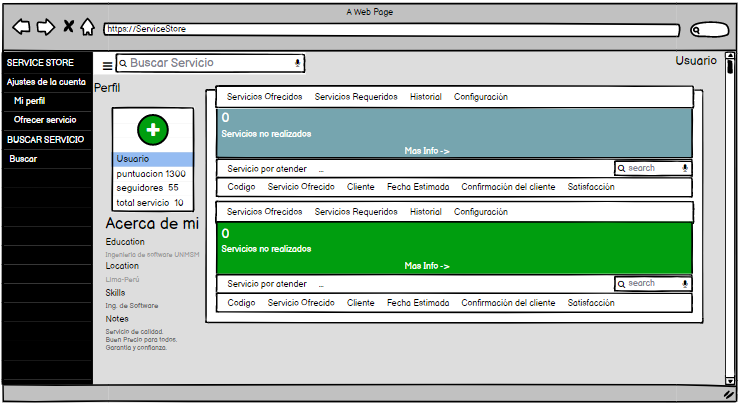 A Web Page
https://ServiceStore
SERVICE STORE
Ajustes de la cuenta
Mi perfil
Ofrecer servicio
BUSCAR SERVICIO
Buscar
Buscar Servicio
Usuario
Perfil
Usuario
puntuacion 1300
seguidores 55
total servicio 10
Acerca de mi
Education
Ingeniería de software UNMSM
Location
Lima-Perú
Skills
Ing. de Software
Notes
Servicio de calidad.
Buen Precio para todos.
Garantia y confianza.
Servicios Ofrecidos Servicios Requeridos Historial Configuración
0
Servicios no realizados
Mas Info ->
Servicio por atender ... search
Codigo Servicio Ofrecido Cliente Fecha Estimada Confirmación del cliente Satisfacción
Servicios Ofrecidos Servicios Requeridos Historial Configuración
0
Servicios no realizados
Mas Info ->
Servicio por atender ... search
Codigo Servicio Ofrecido Cliente Fecha Estimada Confirmación del cliente Satisfacción